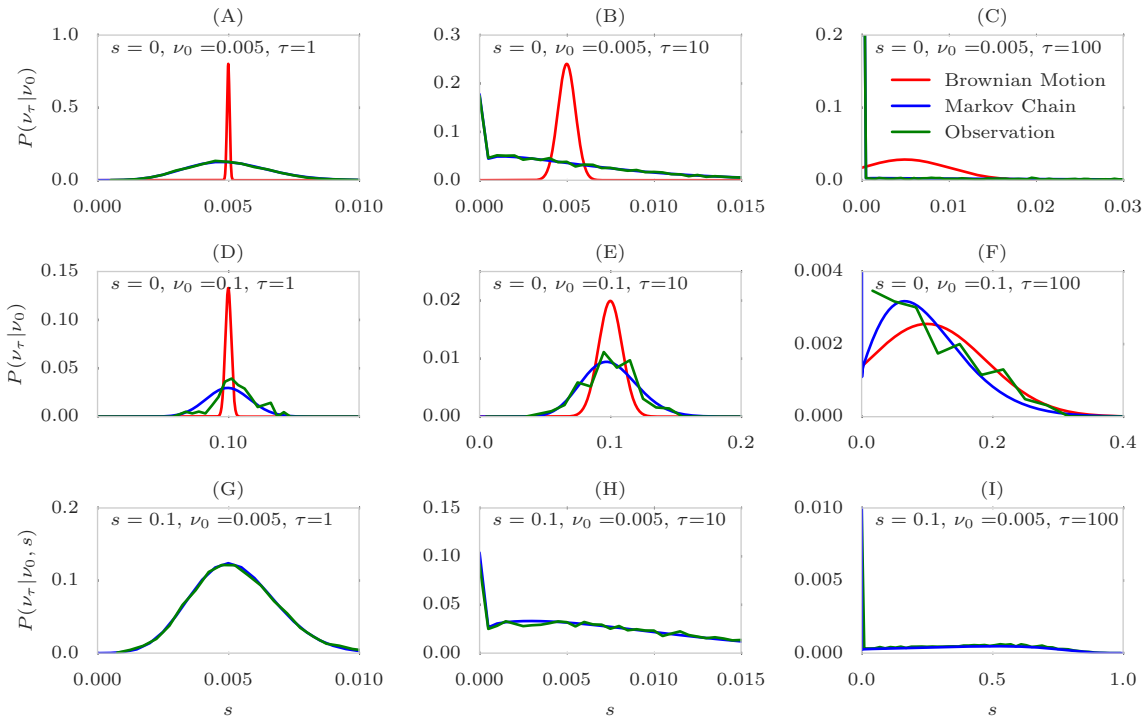 (A)
(B)
(C)
s = 0, ν0 =0.005, τ=1
s = 0, ν0 =0.005, τ=10
s = 0, ν0 =0.005, τ=100
Brownian Motion
Markov Chain
Observation
P(ντ|ν0)
1.0
0.5
0.0
0.000
0.005
0.010
0.3
0.2
0.1
0.0
0.000
0.005
0.010
0.015
0.2
0.1
0.0
0.00
0.01
0.02
0.03
(D)
(E)
(F)
s = 0, ν0 =0.1, τ=1
s = 0, ν0 =0.1, τ=10
s = 0, ν0 =0.1, τ=100
P(ντ|ν0)
0.15
0.10
0.05
0.00
0.10
0.02
0.01
0.00
0.0
0.1
0.2
0.004
0.002
0.000
0.0
0.2
0.4
(G)
(H)
(I)
s = 0.1, ν0 =0.005, τ=1
s = 0.1, ν0 =0.005, τ=10
s = 0.1, ν0 =0.005, τ=100
P(ντ|ν0, s)
0.2
0.1
0.0
0.000
0.005
0.010
s
0.15
0.10
0.05
0.00
0.000
0.005
0.010
0.015
s
0.010
0.005
0.000
0.0
0.5
1.0
s